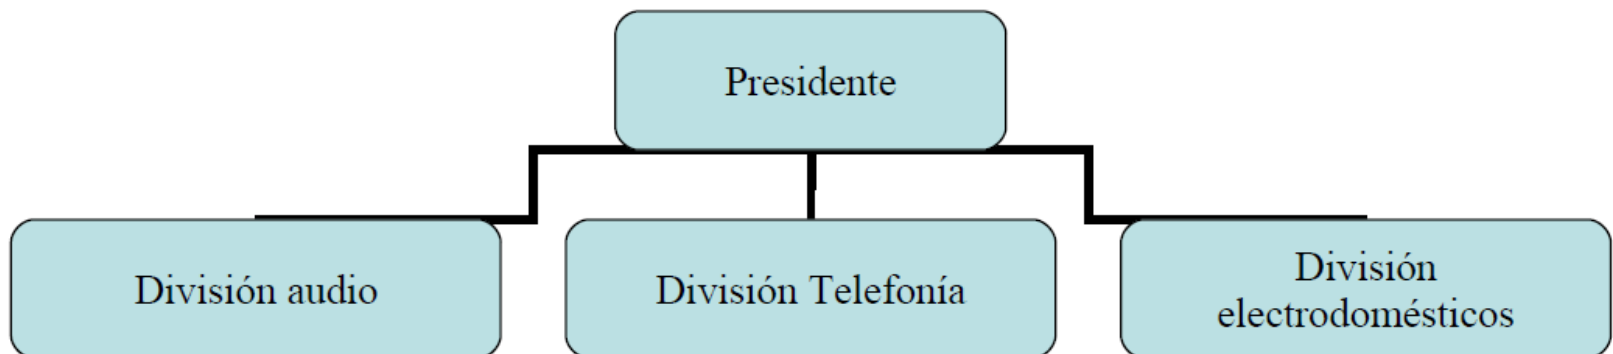 Presidente
División audio
División Telefonía
División
electrodomésticos